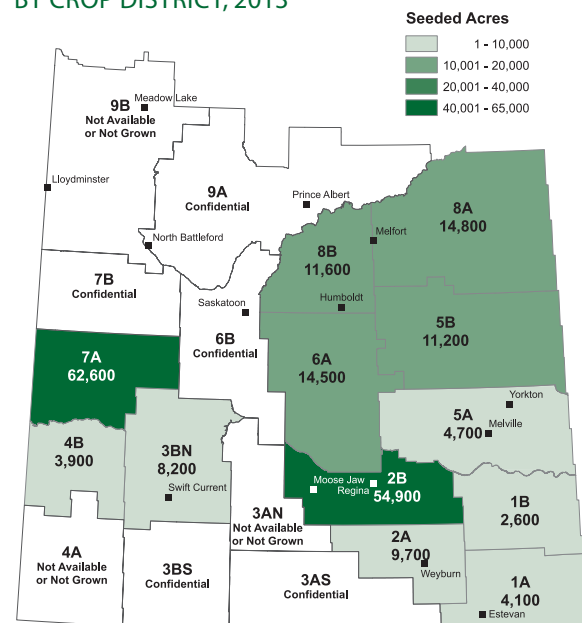 BY CROP DISTRICT, 2015
Seeded Acres
1 - 10,000
10,001 - 20,000
20,001 - 40,000
40,001 - 65,000
9B
Meadow Lake
Not Available
or Not Grown
Lloydminster
9A
Confidential
Prince Albert
North Battleford
8A
14,800
Melfort
8B
11,600
7B
Confidential
Saskatoon
Humboldt
6B
Confidential
5B
11,200
7A
62,600
6A
14,500
Yorkton
5A
4,700
Melville
4B
3,900
3BN
8,200
Swift Current
Moose Jaw
Regina
2B
54,900
3AN
Not Available
or Not Grown
1B
2,600
2A
9,700
Weyburn
4A
Not Available
or Not Grown
3BS
Confidential
3AS
Confidential
1A
4,100
Estevan